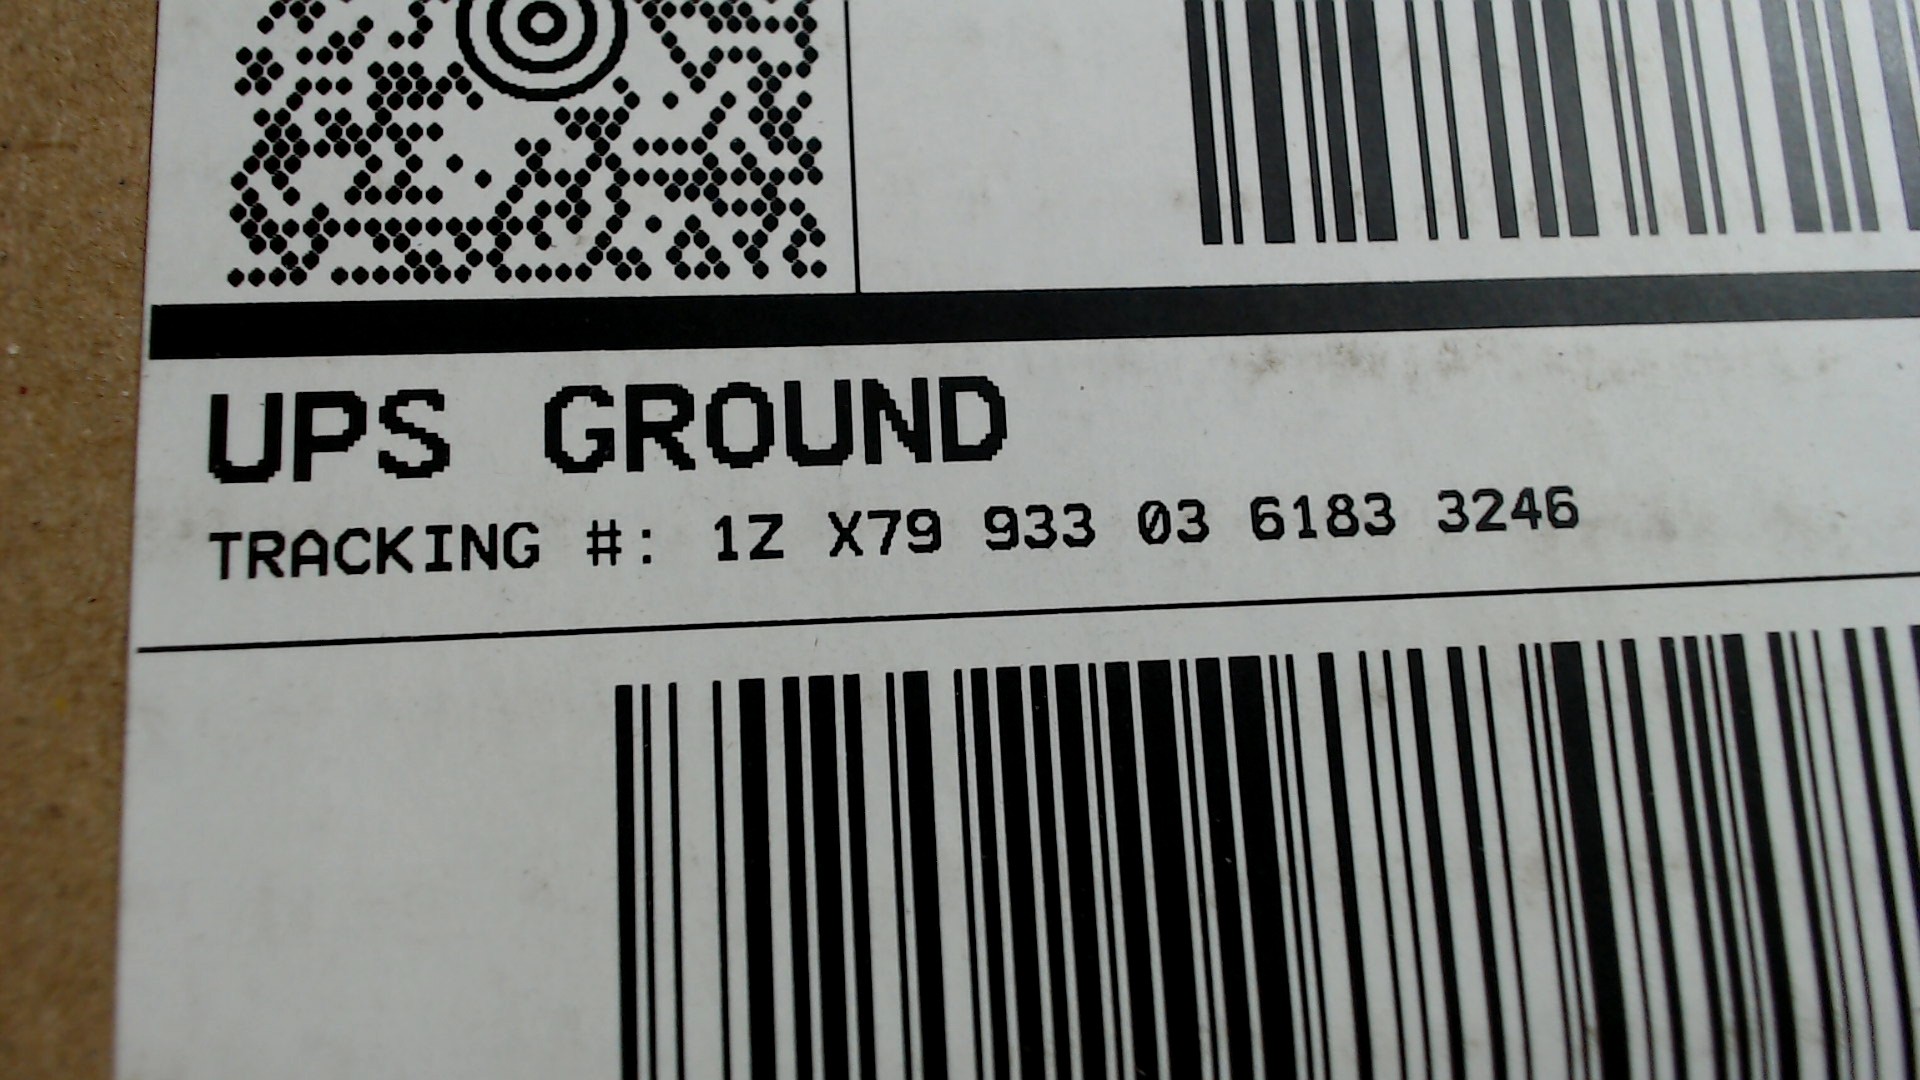 UPS GROUND
TRACKING #: 1Z X79 933 03 6183 3246